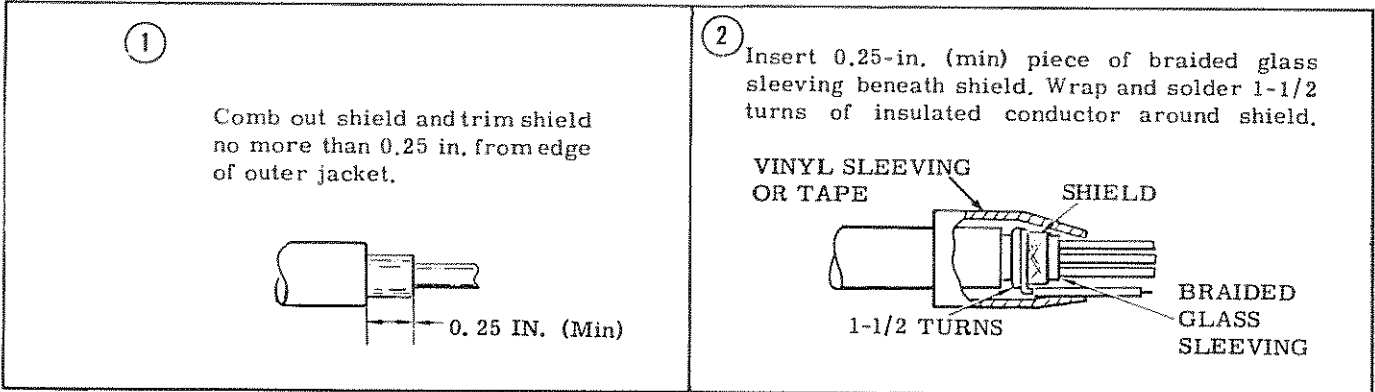 1
Comb out shield and trim shield
no more than 0.25 in. from edge
of outer jacket.
0.25 IN. (Min)
2
Insert 0.25-in. (min) piece of braided glass
sleeving beneath shield. Wrap and solder 1-1/2
turns of insulated conductor around shield.
VINYL SLEEVING
OR TAPE
SHIELD
1-1/2 TURNS
BRAIDED
GLASS
SLEEVING